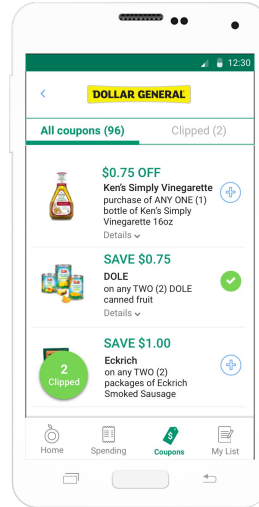 12:30
DOLLAR GENERAL
All coupons (96)
Clipped (2)
$0.75 OFF
Ken's Simply Vinegarette
purchase of ANY ONE (1)
bottle of Ken's Simply
Vinegarette 16oz
Details
SAVE $0.75
DOLE
on any TWO (2) DOLE
canned fruit
Details
SAVE $1.00
Eckrich
on any TWO (2)
packages of Eckrich
Smoked Sausage
2
Clipped
Home
Spending
Coupons
My List